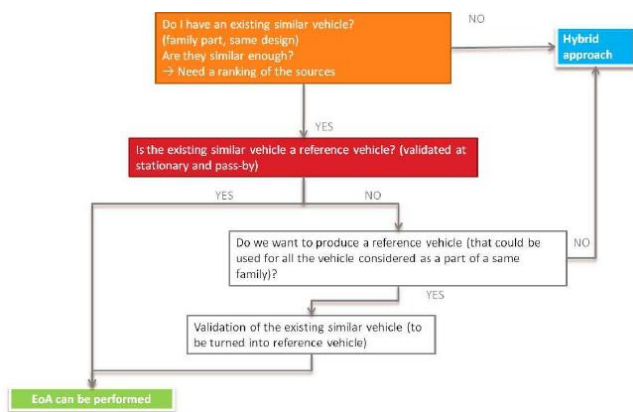 Do I have an existing similar vehicle?
(family part, same design)
Are they similar enough?
→ Need a ranking of the sources
NO
Hybrid
approach
YES
Is the existing similar vehicle a reference vehicle? (validated at
stationary and pass-by)
YES
NO
Do we want to produce a reference vehicle (that could be
used for all the vehicle considered as a part of a same
family)?
NO
YES
Validation of the existing similar vehicle (to
be turned into reference vehicle)
EoA can be performed